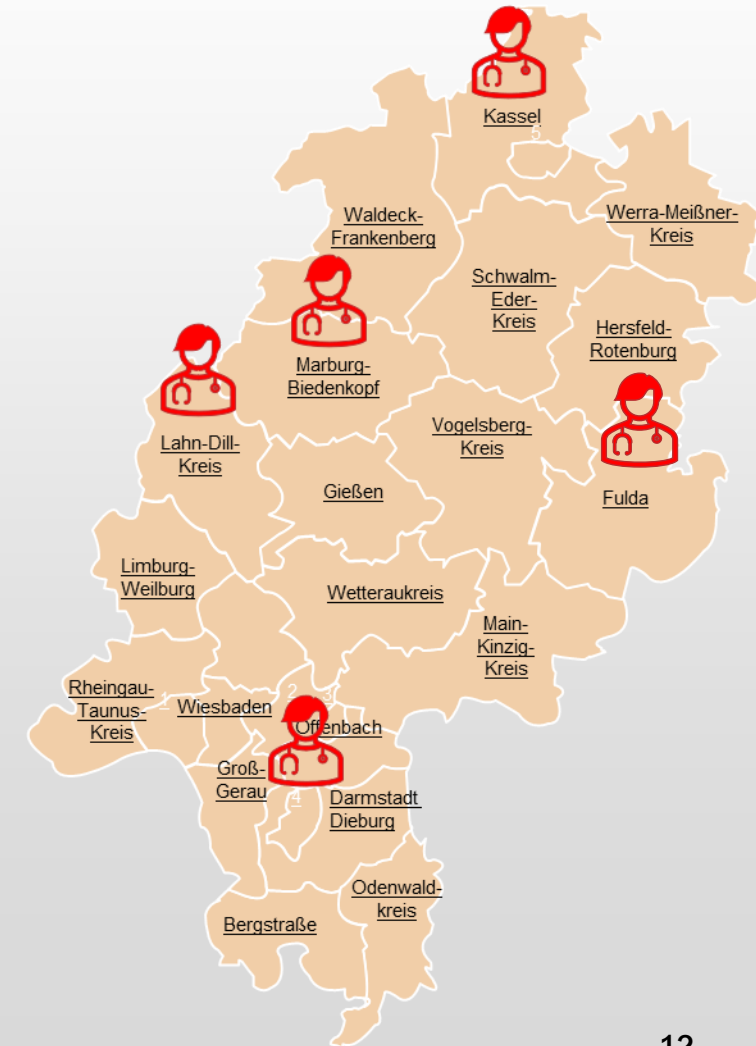 Kassel
5
Waldeck-
Frankenberg
Werra-Meißner-
Kreis
Schwalm-
Eder-
Kreis
Hersfeld-
Rotenburg
Marburg-
Biedenkopf
Vogelsberg-
Kreis
Lahn-Dill-
Kreis
Gießen
Fulda
Limburg-
Weilburg
Wetteraukreis
Main-
Kinzig-
Kreis
Rheingau-
Taunus-
Kreis
1
Wiesbaden
2
3
Offenbach
Groß-
Gerau
4
Darmstadt
Dieburg
Odenwald-
kreis
Bergstraße
12